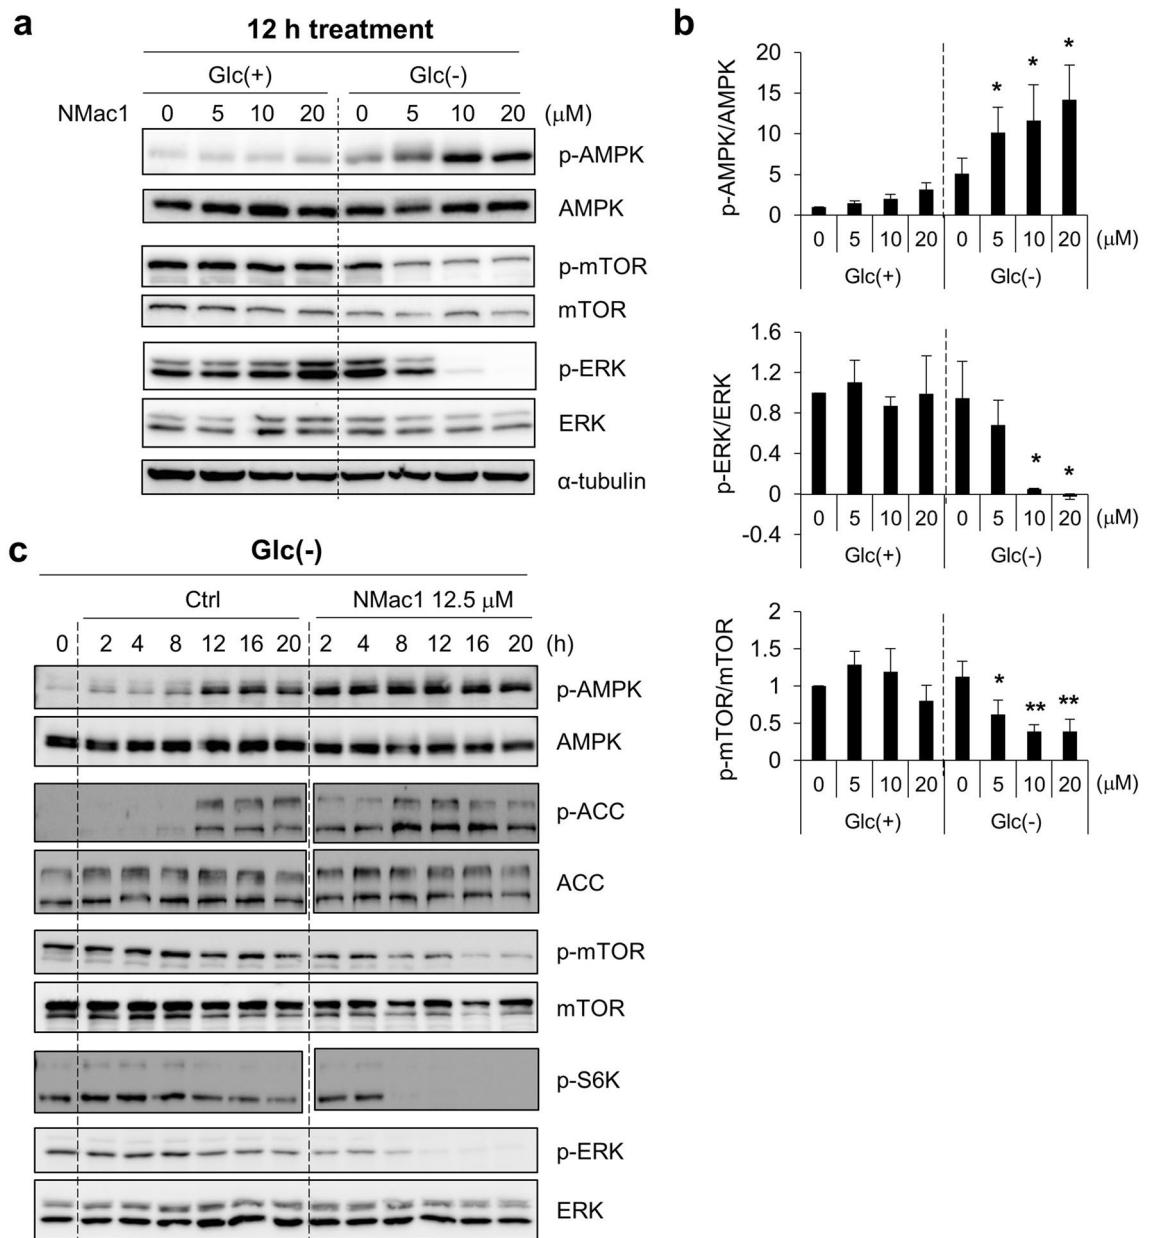 a
12 h treatment
Glc(+) Glc(-)
NMac1 0 5 10 20 0 5 10 20 (μM)
p-AMPK
AMPK
p-mTOR
mTOR
p-ERK
ERK
α-tubulin
b
p-AMPK/AMPK
20
15
10
5
0
* * *
0 5 10 20 0 5 10 20 (μM)
Glc(+) Glc(-)
p-ERK/ERK
1.6
1.2
0.8
0.4
0
-0.4
* *
0 5 10 20 0 5 10 20 (μM)
Glc(+) Glc(-)
p-mTOR/mTOR
2
1.5
1
0.5
0
* ** **
0 5 10 20 0 5 10 20 (μM)
Glc(+) Glc(-)
c
Glc(-)
Ctrl NMac1 12.5 μM
0 2 4 8 12 16 20 2 4 8 12 16 20 (h)
p-AMPK
AMPK
p-ACC
ACC
p-mTOR
mTOR
p-S6K
p-ERK
ERK